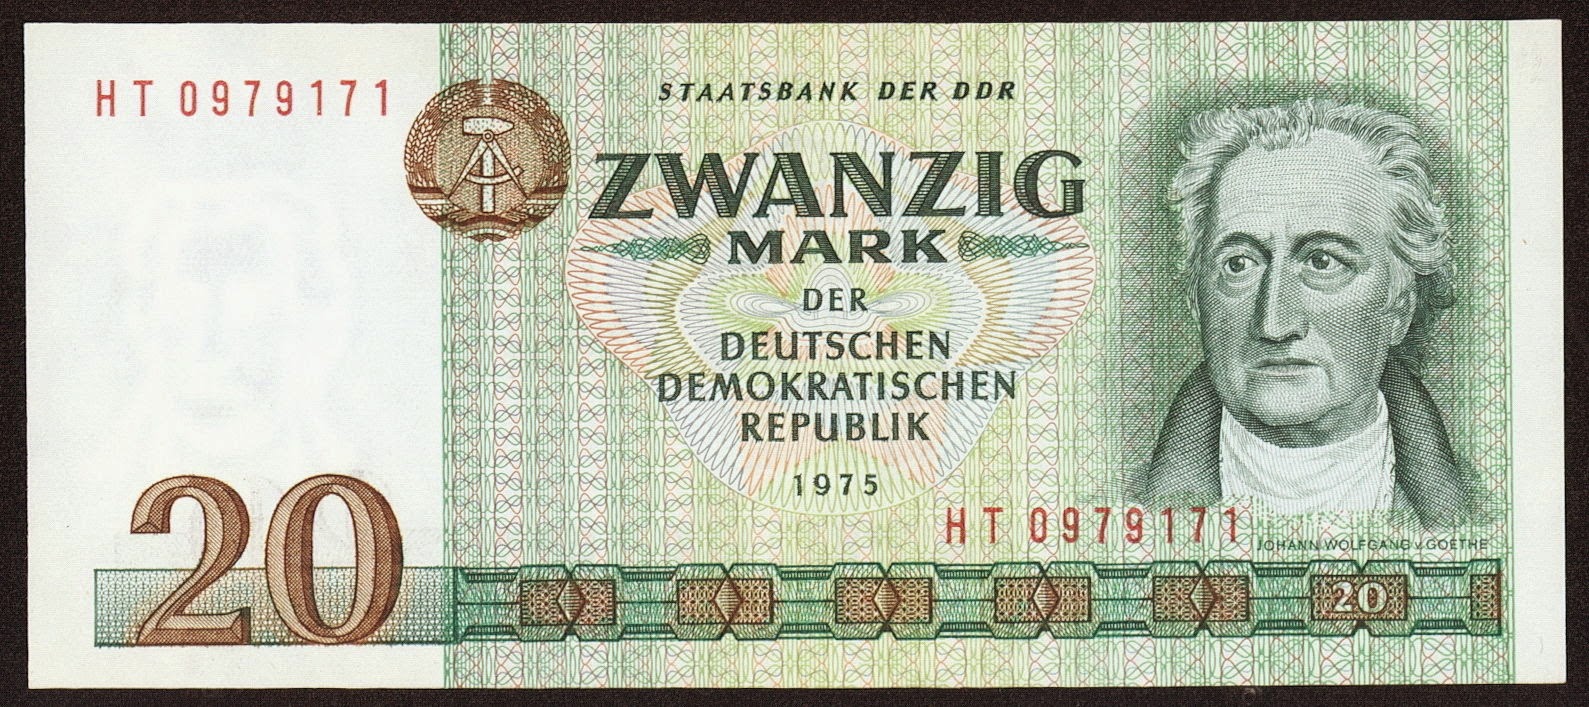 HT 0979171
STAATSBANK DER DDR
ZWANZIG
MARK
DER
DEUTSCHEN
DEMOKRATISCHEN
REPUBLIK
1975
HT 0979171
JOHANN WOLFGANG v. GOETHE
20
20